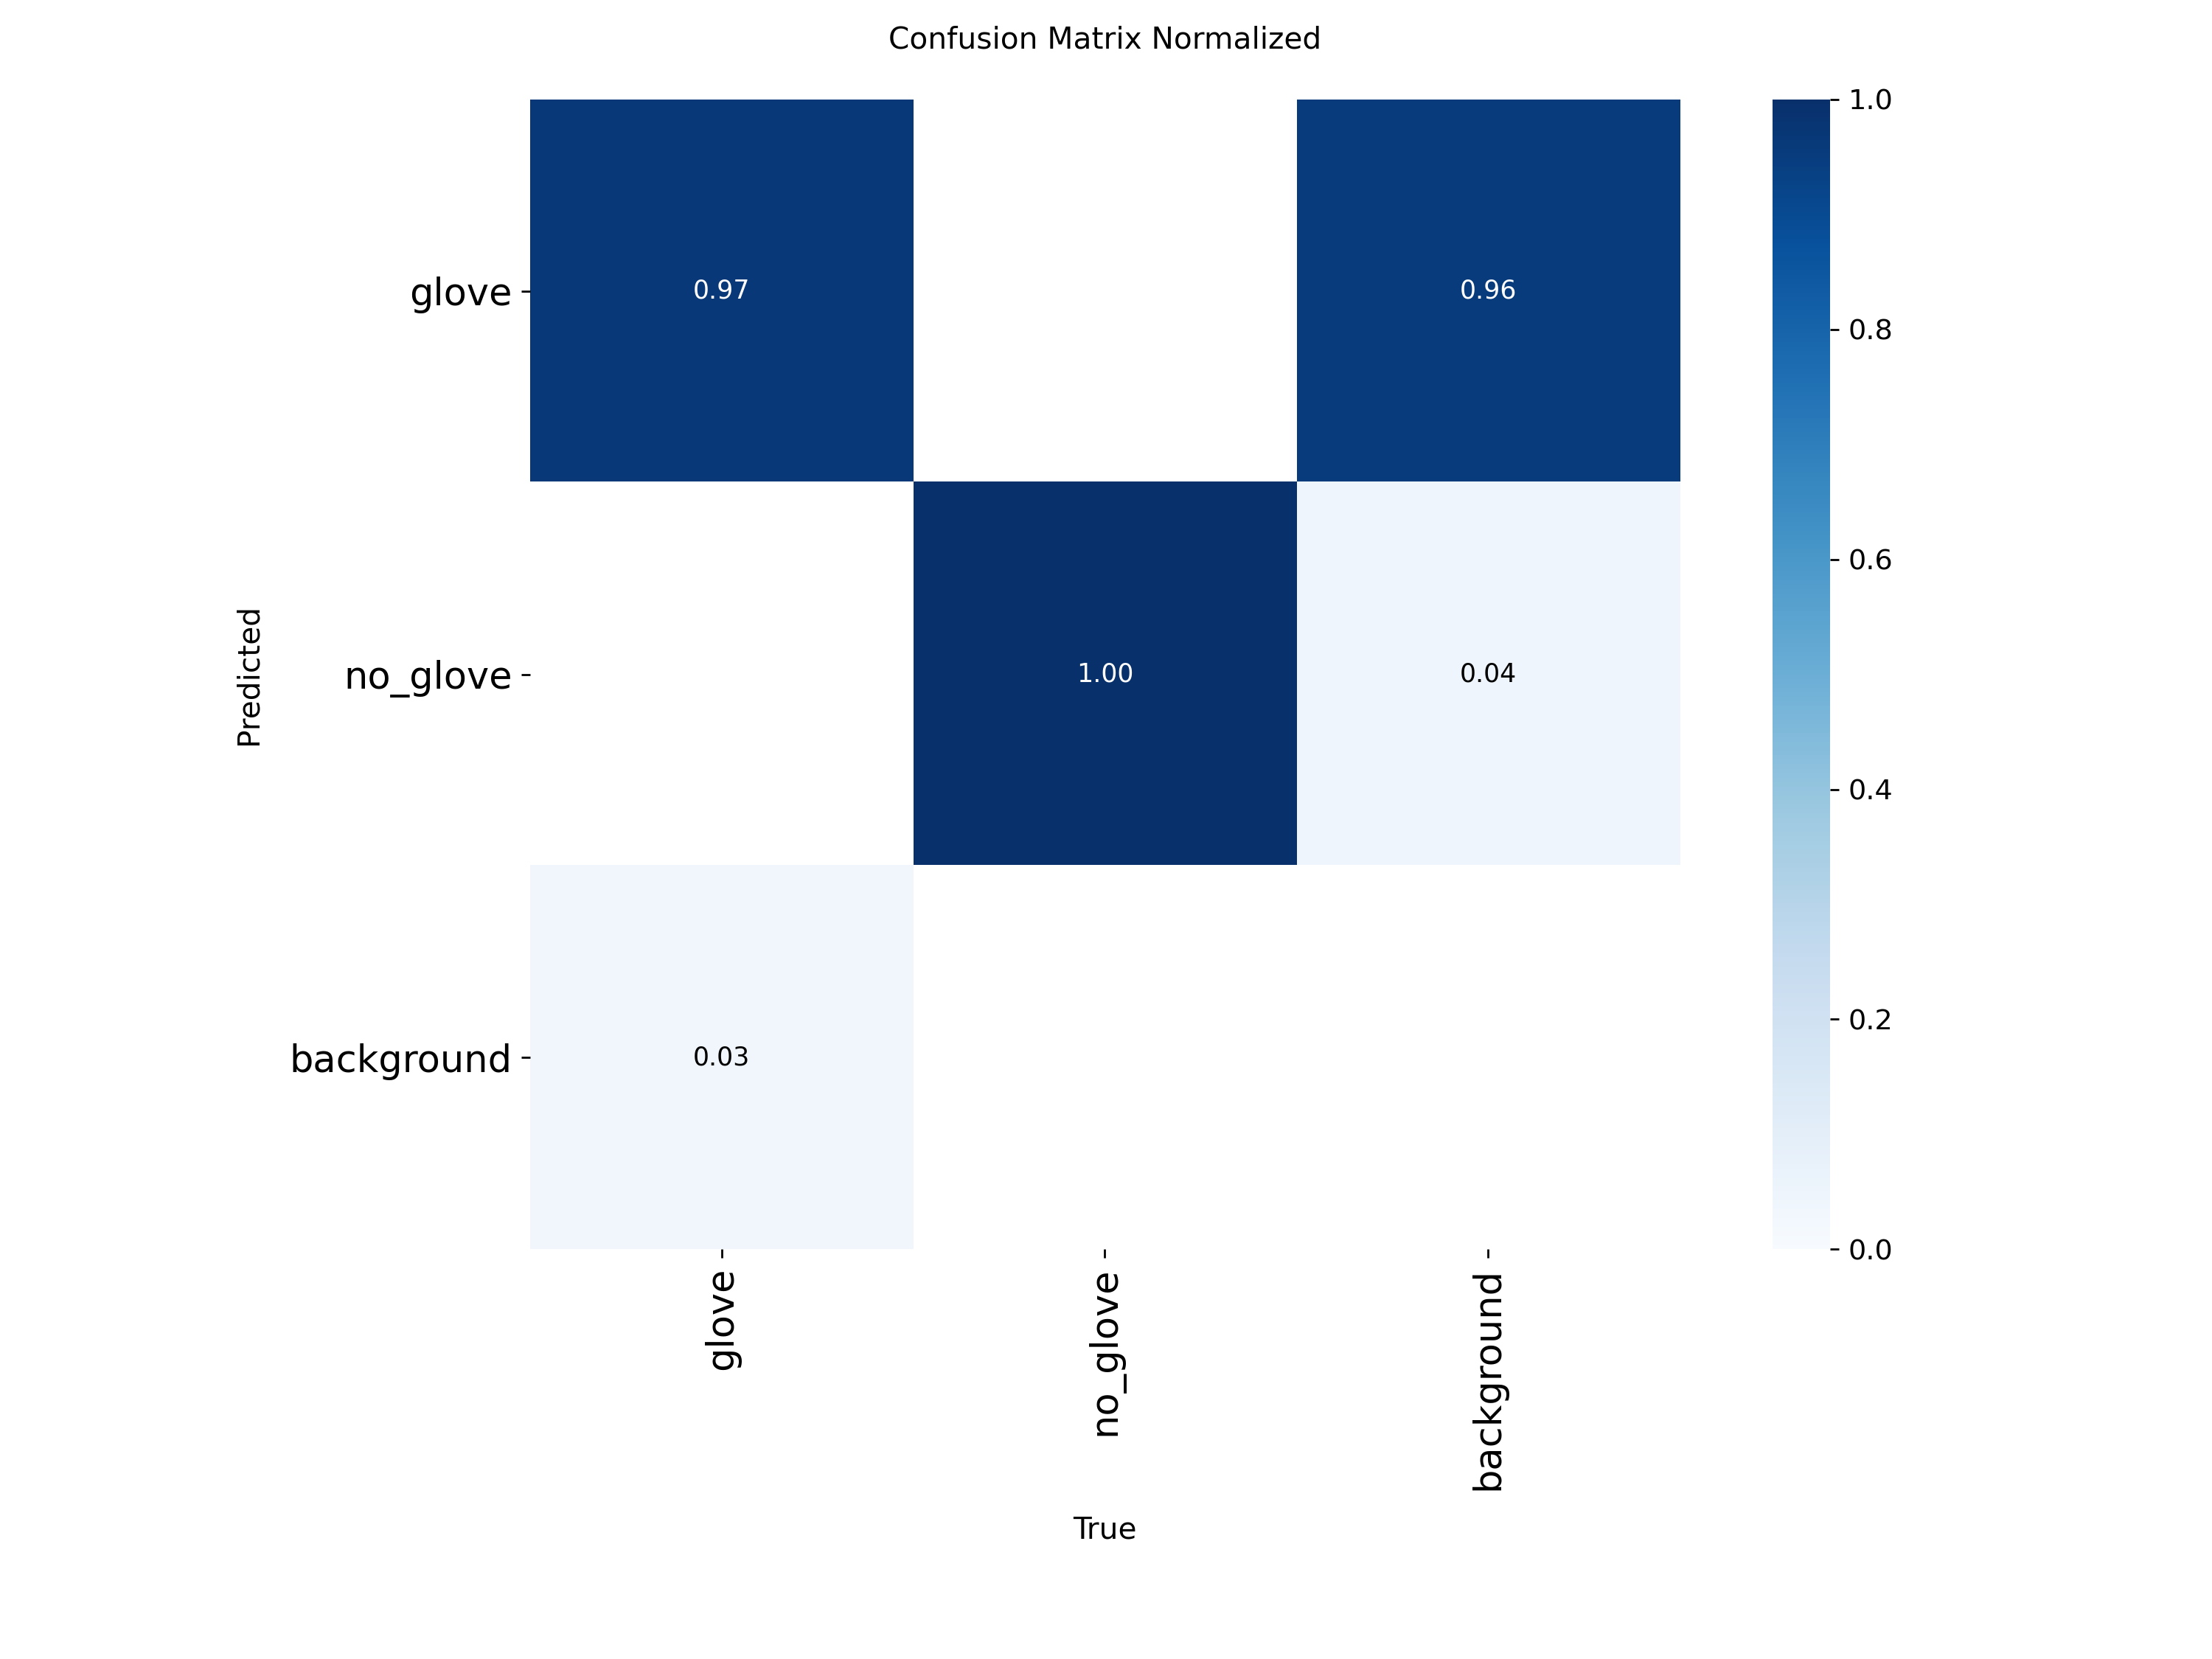 Confusion Matrix Normalized
1.0
glove
0.97
0.96
0.8
0.6
Predicted
no_glove
1.00
0.04
0.4
0.2
background
0.03
0.0
glove
no_glove
background
True